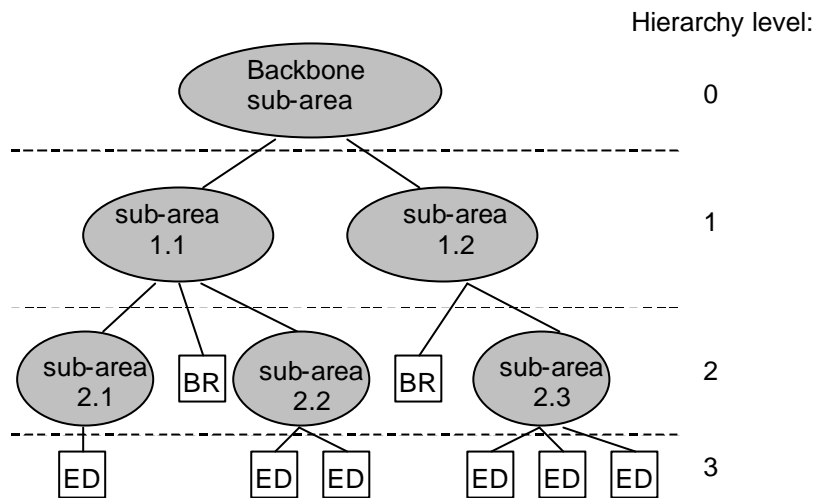 Hierarchy level:
Backbone
sub-area
0
sub-area
1.1
sub-area
1.2
1
sub-area
2.1
BR
sub-area
2.2
BR
sub-area
2.3
2
ED
ED
ED
ED
ED
ED
3